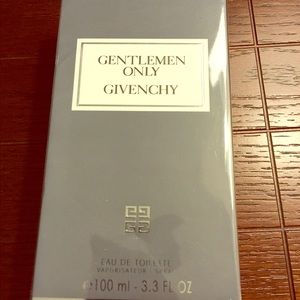 GENTLEMEN
ONLY
GIVENCHY
EAU DE TOILETTE
VAPORISATEUR - SPRAY
℮100 ml - 3.3 FL OZ